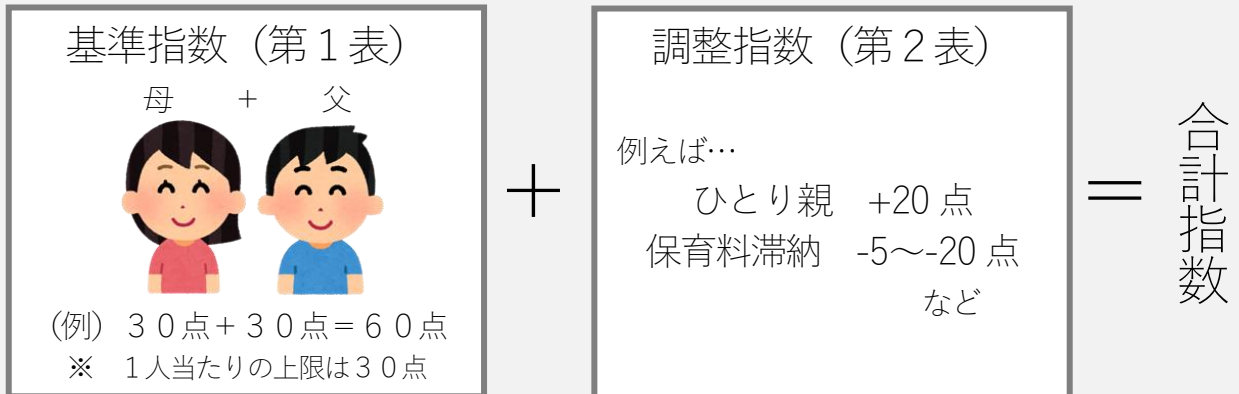 基準指数（第１表）
母　＋　父
（例）３０点＋３０点＝６０点
※　１人当たりの上限は３０点
＋
調整指数（第２表）
例えば…
ひとり親　+20 点
保育料滞納　-5～-20 点
など
＝
合計指数